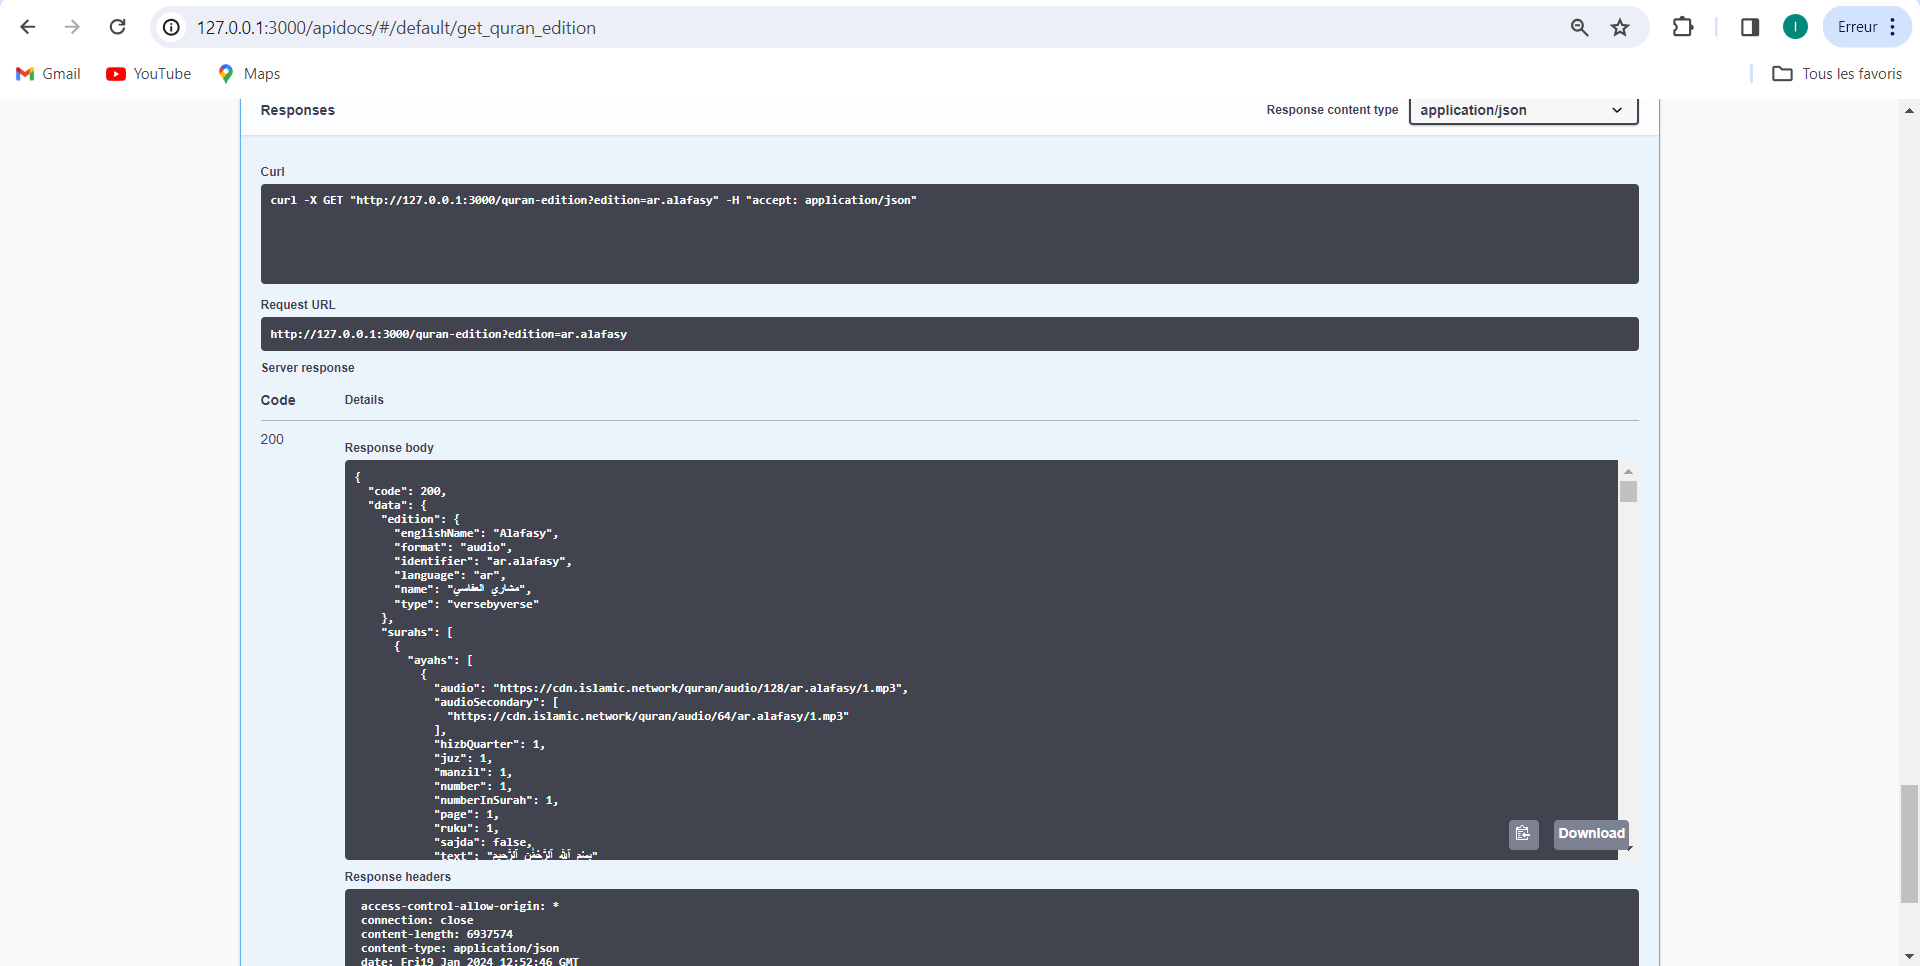 127.0.0.1:3000/apidocs/#/default/get_quran_edition
I
Erreur
Gmail
YouTube
Maps
Tous les favoris
Responses
Response content type
application/json
Curl
curl -X GET "http://127.0.0.1:3000/quran-edition?edition=ar.alafasy" -H "accept: application/json"
Request URL
http://127.0.0.1:3000/quran-edition?edition=ar.alafasy
Server response
Code
Details
200
Response body
{
"code": 200,
"data": {
"edition": {
"englishName": "Alafasy",
"format": "audio",
"identifier": "ar.alafasy",
"language": "ar",
"name": "مشاري العفاسي",
"type": "versebyverse"
},
"surahs": [
{
"ayahs": [
{
"audio": "https://cdn.islamic.network/quran/audio/128/ar.alafasy/1.mp3",
"audioSecondary": [
"https://cdn.islamic.network/quran/audio/64/ar.alafasy/1.mp3"
],
"hizbQuarter": 1,
"juz": 1,
"manzil": 1,
"number": 1,
"numberInSurah": 1,
"page": 1,
"ruku": 1,
"sajda": false,
"text": "بِسْمِ ٱللَّهِ ٱلرَّحْمَٰنِ ٱلرَّحِيمِ"
Download
Response headers
access-control-allow-origin: *
connection: close
content-length: 6937574
content-type: application/json
date: Fri19 Jan 2024 12:52:46 GMT